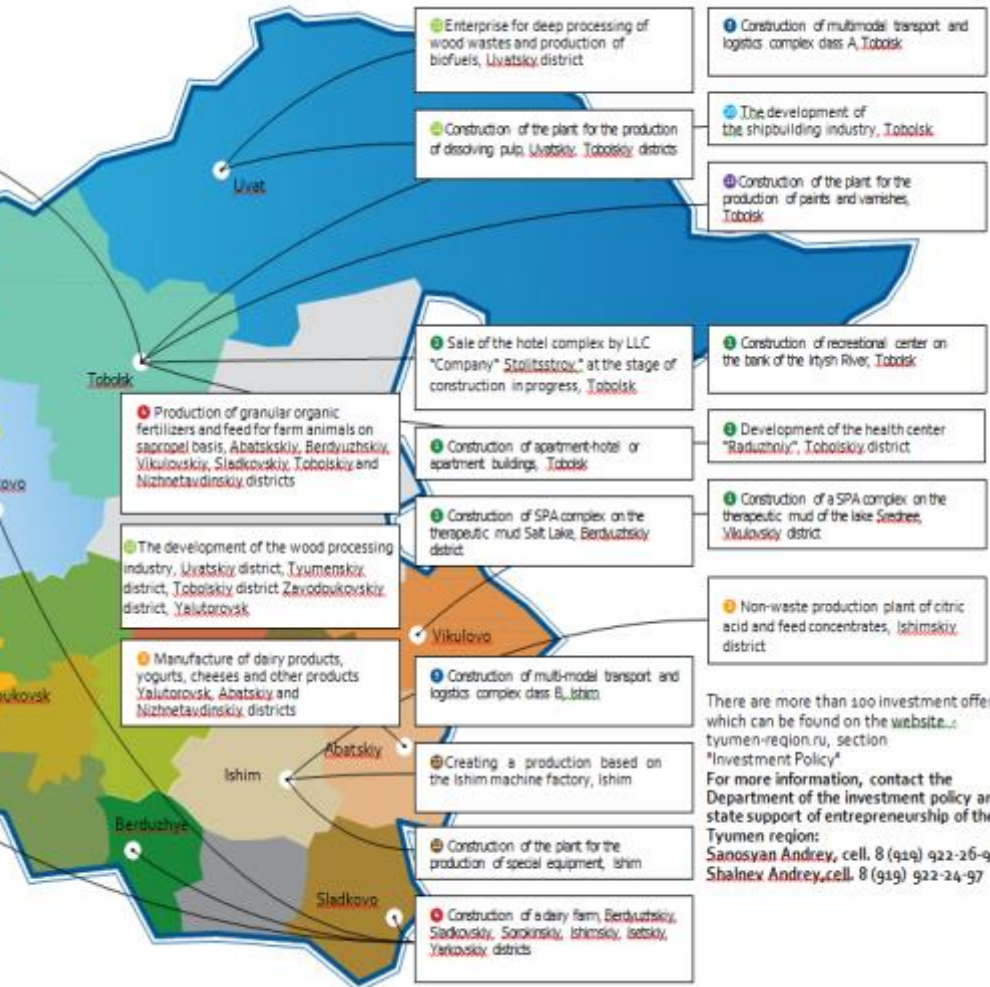 Enterprise for deep processing of
wood wastes and production of
biofuels, Uvatsky district
Construction of multimodal transport and
logistics complex class A, Tobolsk
Construction of the plant for the production
of dissolving pulp, Uvatskiy, Tobolskiy districts
The development of
the shipbuilding industry, Tobolsk
Construction of the plant for the
production of paints and varnishes,
Tobolsk
Uvat
Tobolsk
Sale of the hotel complex by LLC
"Company" Stolitsstroy " at the stage of
construction in progress, Tobolsk
Construction of recreational center on
the bank of the Irtysh River, Tobolsk
Production of granular organic
fertilizers and feed for farm animals on
sapropel basis, Abatskskiy, Berdyuzhskiy,
Vikulovskiy, Sladkovskiy, Tobolskiy and
Nizhnetavdinskiy districts
Construction of apartment-hotel or
apartment buildings, Tobolsk
Development of the health center
"Raduzhniy", Tobolskiy district
Construction of SPA complex on the
therapeutic mud Salt Lake, Berdyuzhskiy
district
Construction of a SPA complex on the
therapeutic mud of the lake Srednee,
Vikulovskiy district
The development of the wood processing
industry, Uvatskiy district, Tyumenskiy
district, Tobolskiy district Zavodoukovskiy
district, Yalutorovsk
Non-waste production plant of citric
acid and feed concentrates, Ishimskiy
district
Vikulovo
Manufacture of dairy products,
yogurts, cheeses and other products
Yalutorovsk, Abatskiy and
Nizhnetavdinskiy districts
Construction of multi-modal transport and
logistics complex class B, Ishim
oukovsk
Abatskiy
Ishim
Creating a production based on
the Ishim machine factory, Ishim
Berduzhye
Construction of the plant for the
production of special equipment, Ishim
Sladkovo
Construction of a dairy farm, Berdyuzhskiy,
Sladkovskiy, Sorokinskiy, Ishimskiy, Isetskiy,
Yarkovskiy districts
There are more than 100 investment offe
which can be found on the website -
tyumen-region.ru, section
"Investment Policy"
For more information, contact the
Department of the investment policy an
state support of entrepreneurship of the
Tyumen region:
Sanosyan Andrey, cell. 8 (919) 922-26-9
Shalnev Andrey,cell. 8 (919) 922-24-97